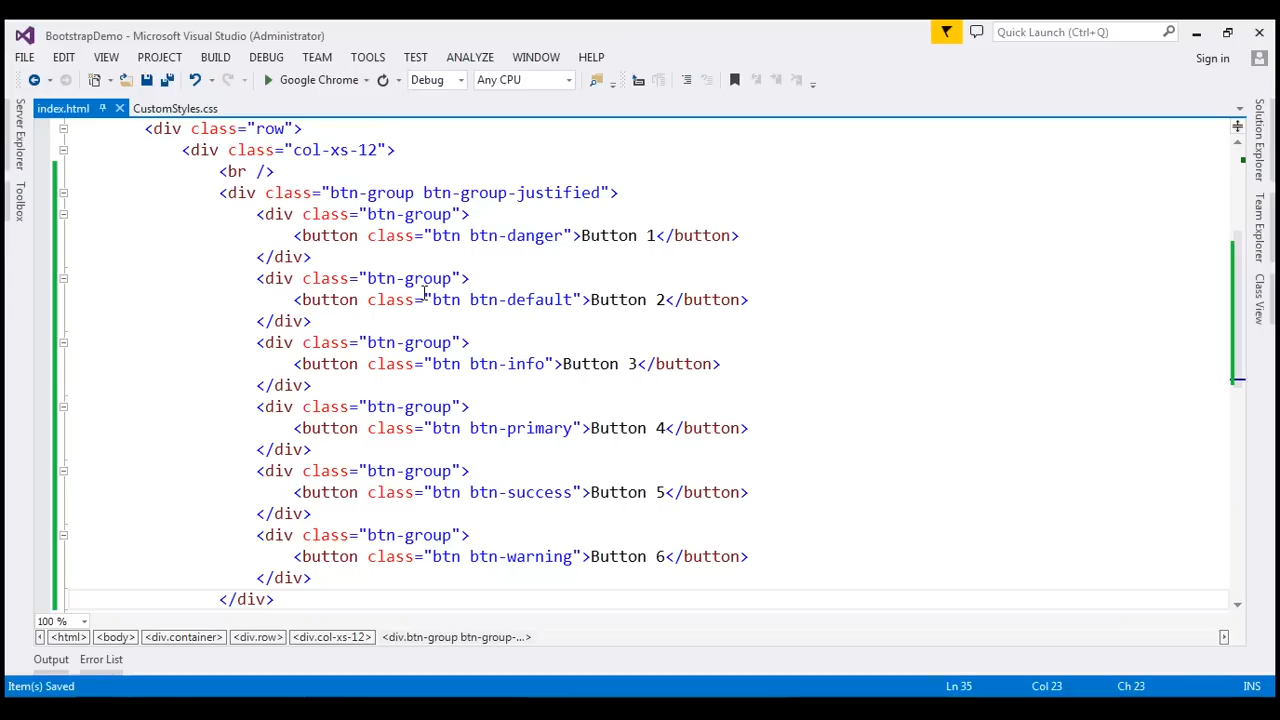 BootstrapDemo - Microsoft Visual Studio (Administrator)
Quick Launch (Ctrl+Q)
FILE EDIT VIEW PROJECT BUILD DEBUG TEAM TOOLS TEST ANALYZE WINDOW HELP
Sign in
Google Chrome Debug Any CPU
index.html CustomStyles.css
Server Explorer
Toolbox
Solution Explorer
Team Explorer
Class View
<div class="row">
<div class="col-xs-12">
<br />
<div class="btn-group btn-group-justified">
<div class="btn-group">
<button class="btn btn-danger">Button 1</button>
</div>
<div class="btn-group">
<button class="btn btn-default">Button 2</button>
</div>
<div class="btn-group">
<button class="btn btn-info">Button 3</button>
</div>
<div class="btn-group">
<button class="btn btn-primary">Button 4</button>
</div>
<div class="btn-group">
<button class="btn btn-success">Button 5</button>
</div>
<div class="btn-group">
<button class="btn btn-warning">Button 6</button>
</div>
</div>
100 %
<html> <body> <div.container> <div.row> <div.col-xs-12> <div.btn-group btn-group-...>
Output Error List
Item(s) Saved Ln 35 Col 23 Ch 23 INS